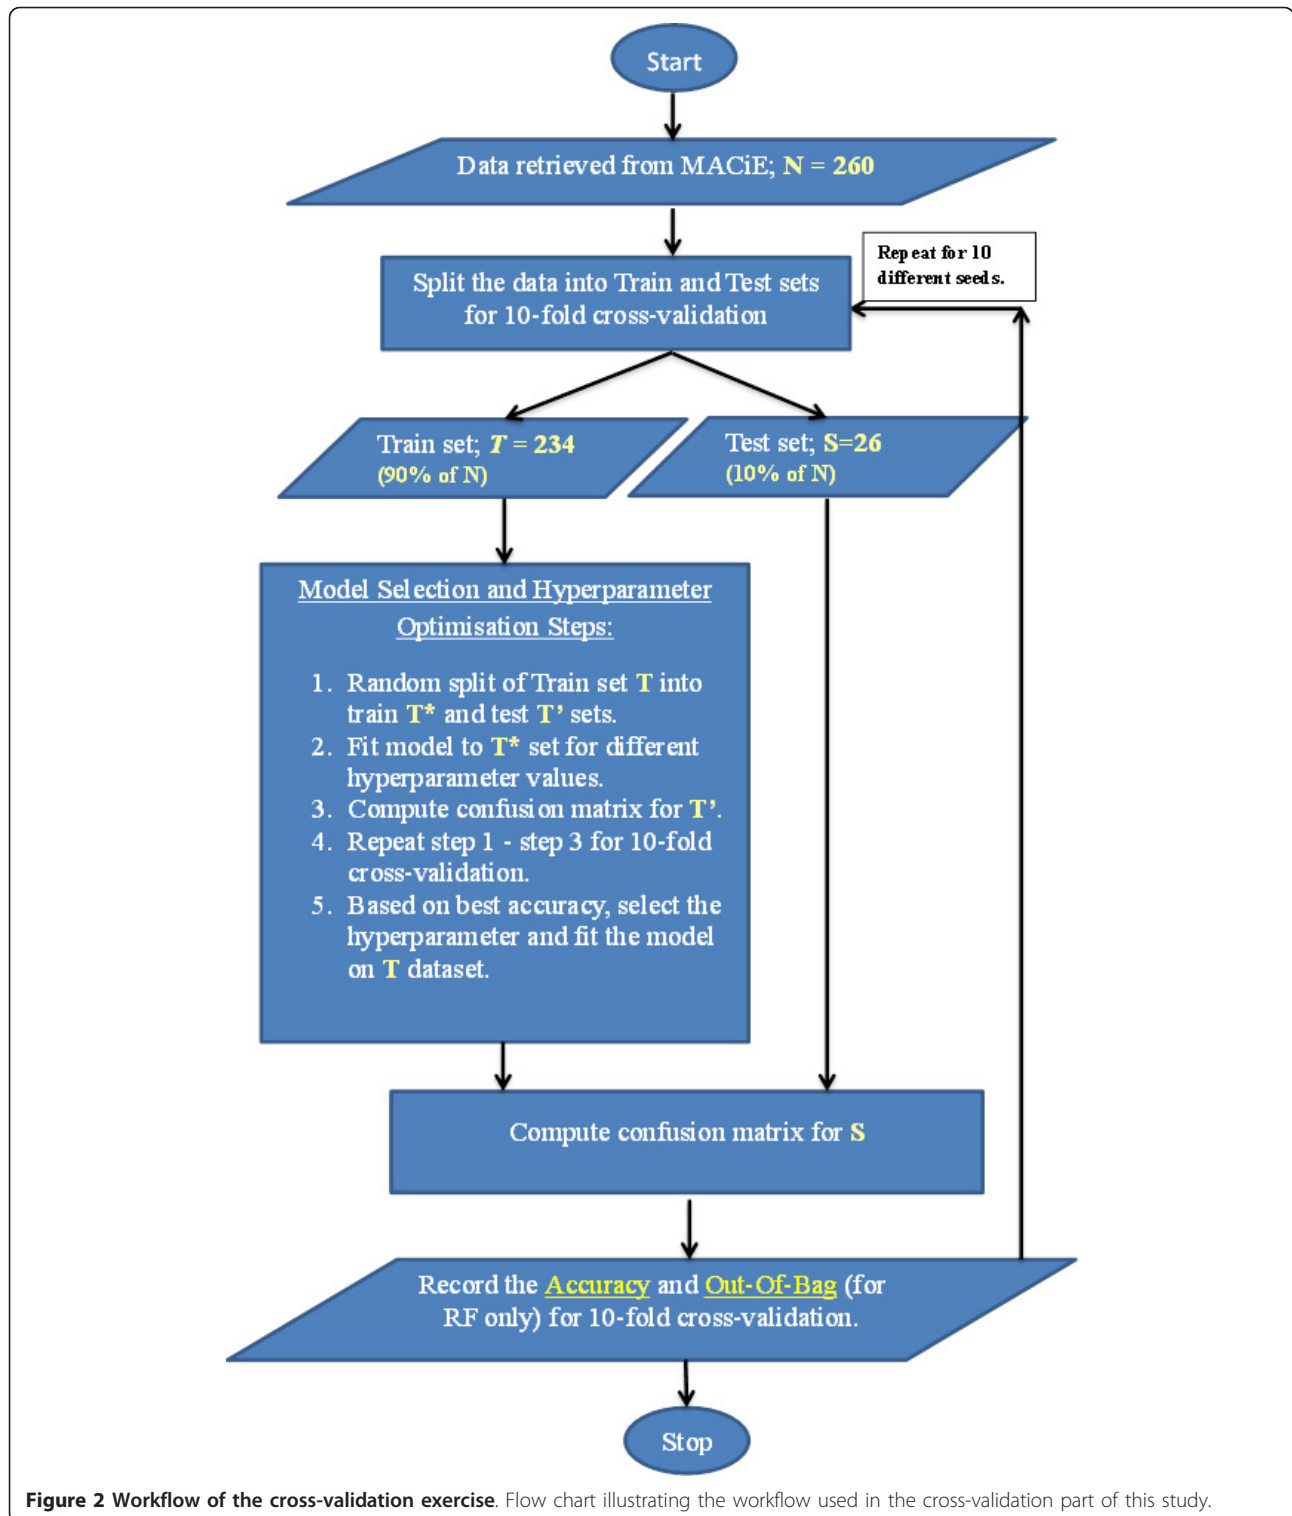 Start
Data retrieved from MACiE; N = 260
Repeat for 10
different seeds.
Split the data into Train and Test sets
for 10-fold cross-validation
Train set; T = 234
(90% of N)
Test set; S=26
(10% of N)
Model Selection and Hyperparameter
Optimisation Steps:
1. Random split of Train set T into
train T* and test T’ sets.
2. Fit model to T* set for different
hyperparameter values.
3. Compute confusion matrix for T’.
4. Repeat step 1 - step 3 for 10-fold
cross-validation.
5. Based on best accuracy, select the
hyperparameter and fit the model
on T dataset.
Compute confusion matrix for S
Record the Accuracy and Out-Of-Bag (for
RF only) for 10-fold cross-validation.
Stop
Figure 2 Workflow of the cross-validation exercise. Flow chart illustrating the workflow used in the cross-validation part of this study.